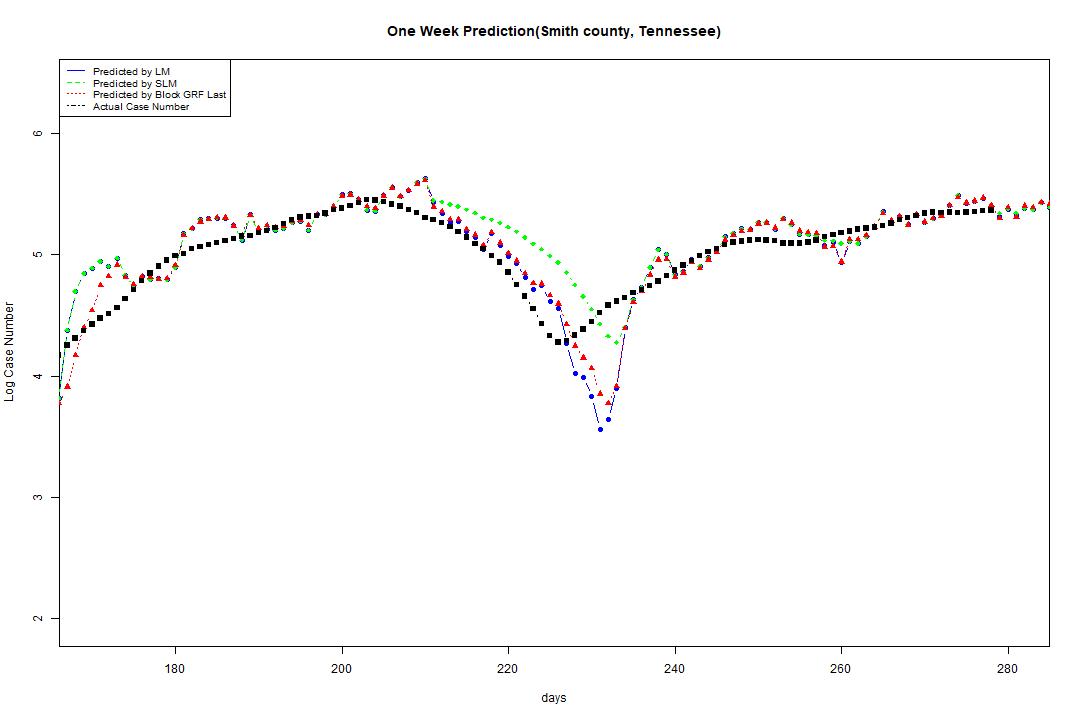 One Week Prediction(Smith county, Tennessee)
Predicted by LM
Predicted by SLM
Predicted by Block GRF Last
Actual Case Number
6
5
4
3
2
Log Case Number
180 200 220 240 260 280
days